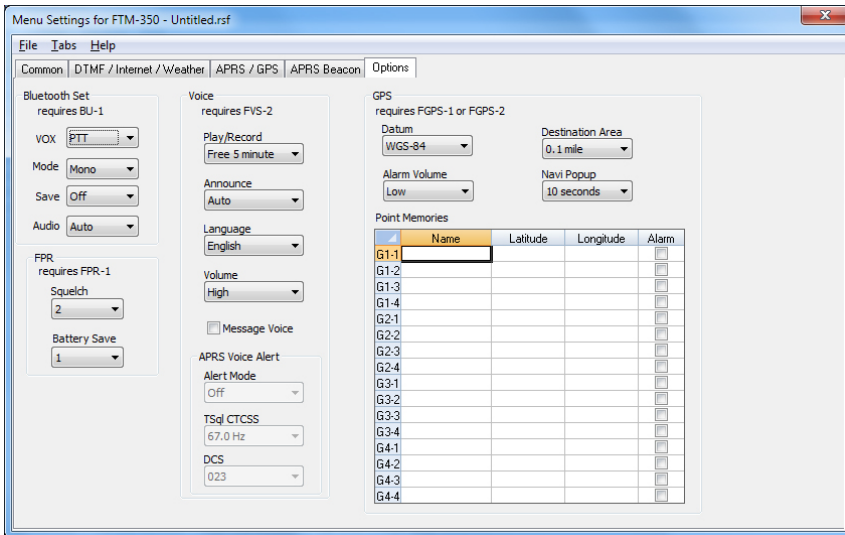 Menu Settings for FTM-350 - Untitled.rsf
File Tabs Help
Common DTMF / Internet / Weather APRS / GPS APRS Beacon Options
Bluetooth Set
requires BU-1
VOX PTT
Mode Mono
Save Off
Audio Auto
FPR
requires FPR-1
Squelch
2
Battery Save
1
Voice
requires FVS-2
Play/Record
Free 5 minute
Announce
Auto
Language
English
Volume
High
Message Voice
APRS Voice Alert
Alert Mode
Off
TSql CTCSS
67.0 Hz
DCS
023
GPS
requires FGPS-1 or FGPS-2
Datum
WGS-84
Destination Area
0.1 mile
Alarm Volume
Low
Navi Popup
10 seconds
Point Memories
Name Latitude Longitude Alarm
G1-1
G1-2
G1-3
G1-4
G2-1
G2-2
G2-3
G2-4
G3-1
G3-2
G3-3
G3-4
G4-1
G4-2
G4-3
G4-4